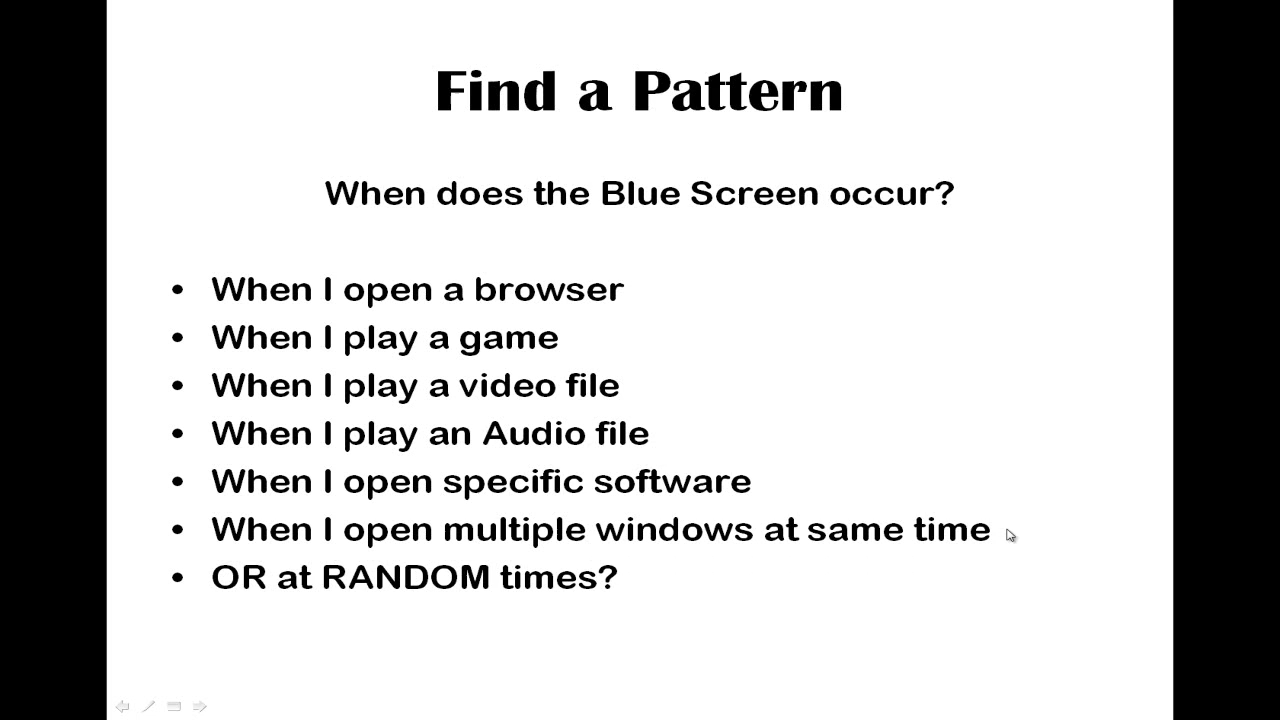 Find a Pattern
When does the Blue Screen occur?
• When I open a browser
• When I play a game
• When I play a video file
• When I play an Audio file
• When I open specific software
• When I open multiple windows at same time
• OR at RANDOM times?